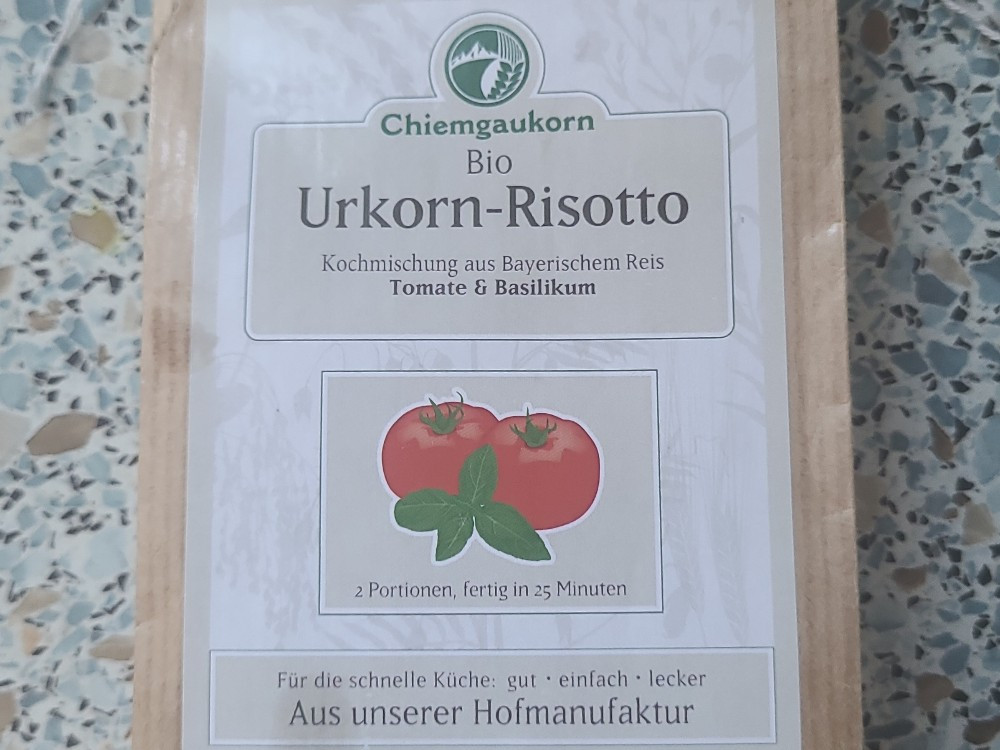 Chiemgaukorn
Bio
Urkorn-Risotto
Kochmischung aus Bayerischem Reis
Tomate & Basilikum
2 Portionen, fertig in 25 Minuten
Für die schnelle Küche: gut · einfach · lecker
Aus unserer Hofmanufaktur